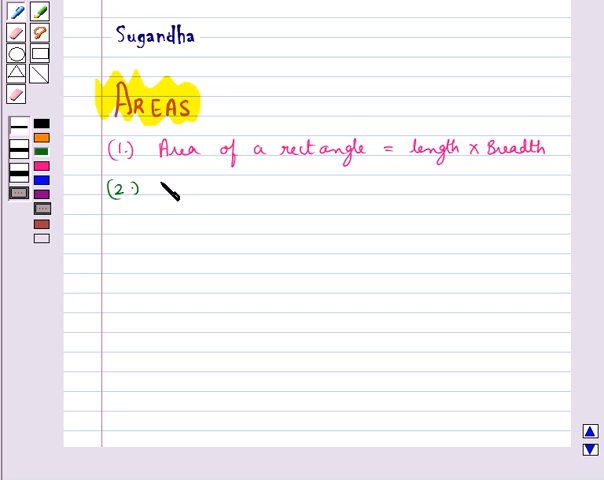 Sugandha
AREAS
(1.) Area of a rectangle = length × Breadth
(2.)